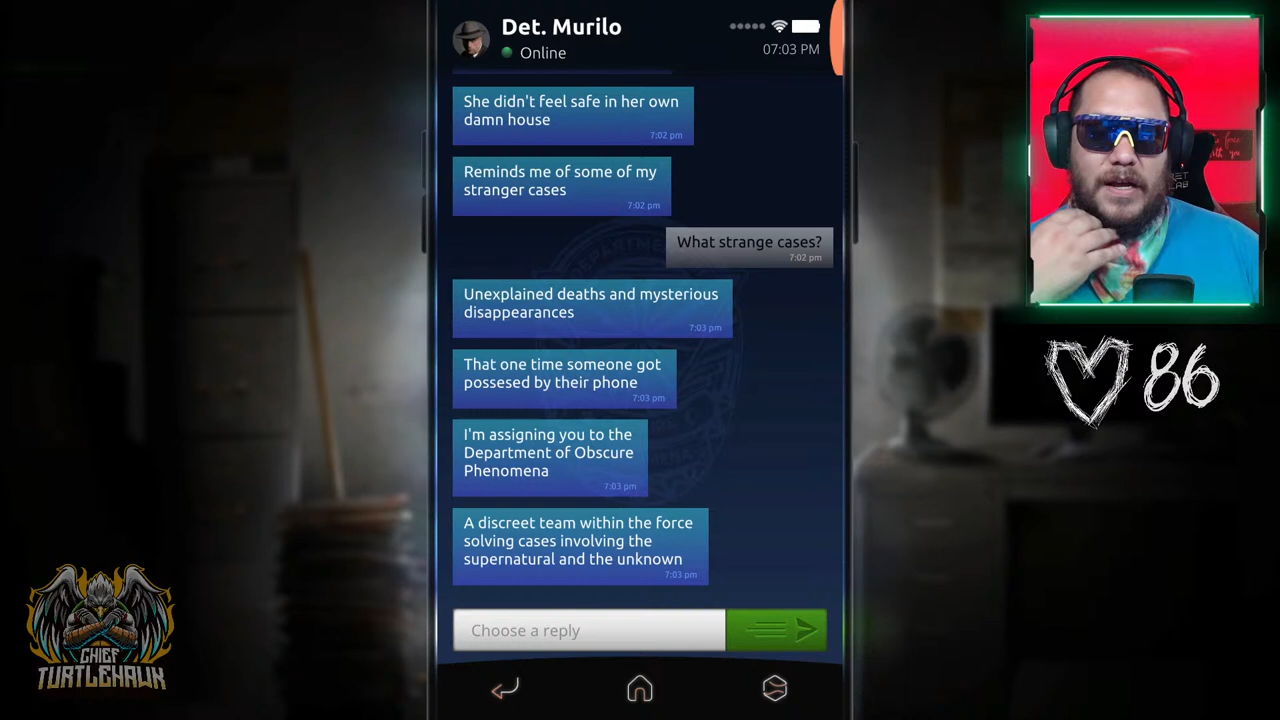 Det. Murilo
Online
07:03 PM
She didn't feel safe in her own
damn house
7:02 pm
Reminds me of some of my
stranger cases
7:02 pm
What strange cases?
7:02 pm
Unexplained deaths and mysterious
disappearances
7:03 pm
That one time someone got
possesed by their phone
7:03 pm
I'm assigning you to the
Department of Obscure
Phenomena
7:03 pm
A discreet team within the force
solving cases involving the
supernatural and the unknown
7:03 pm
Choose a reply
86
CHIEF
TURTLEHAWK